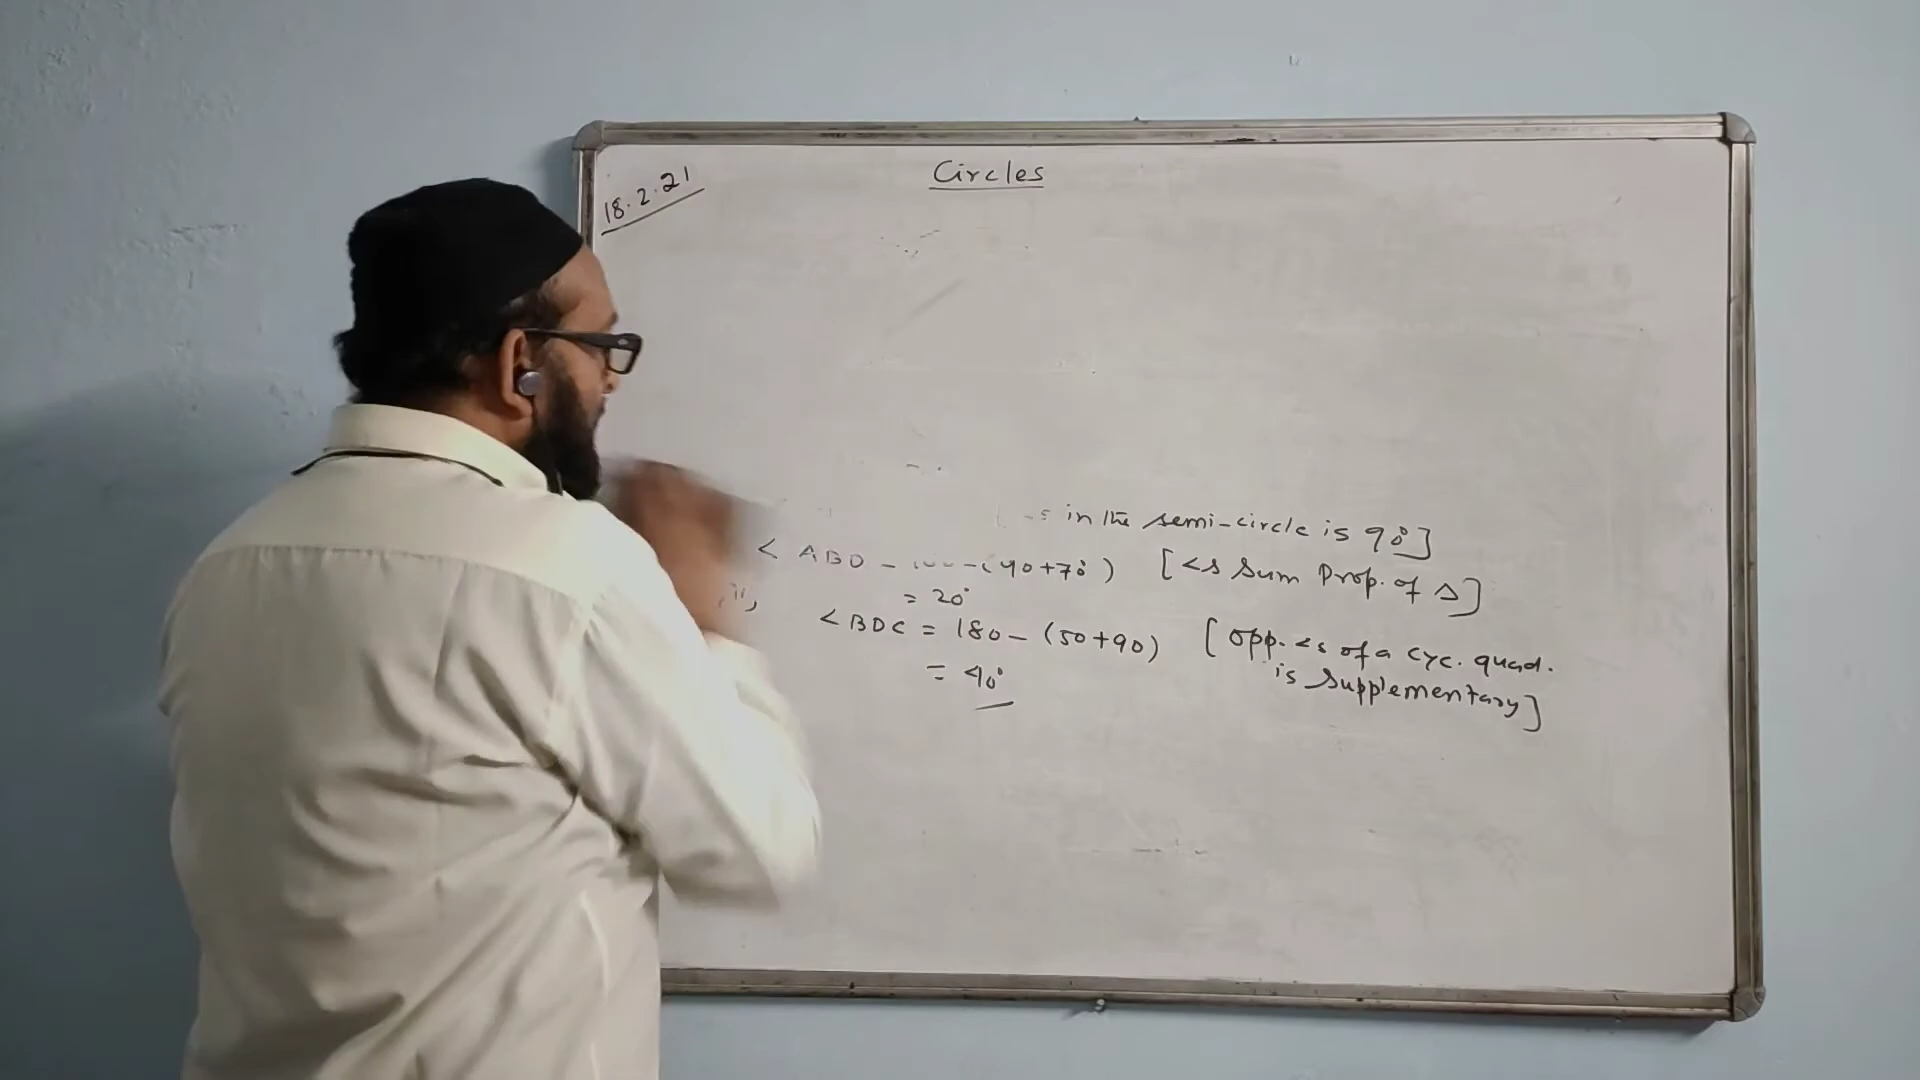 18.2.21
Circles
in the semi-circle is 90°]
< ABD = - (90+70°) [<s Sum Prop. of Δ]
= 20°
<BDC = 180 - (50+90) [opp. <s of a cyc. quad.
is Supplementary]
= 40°